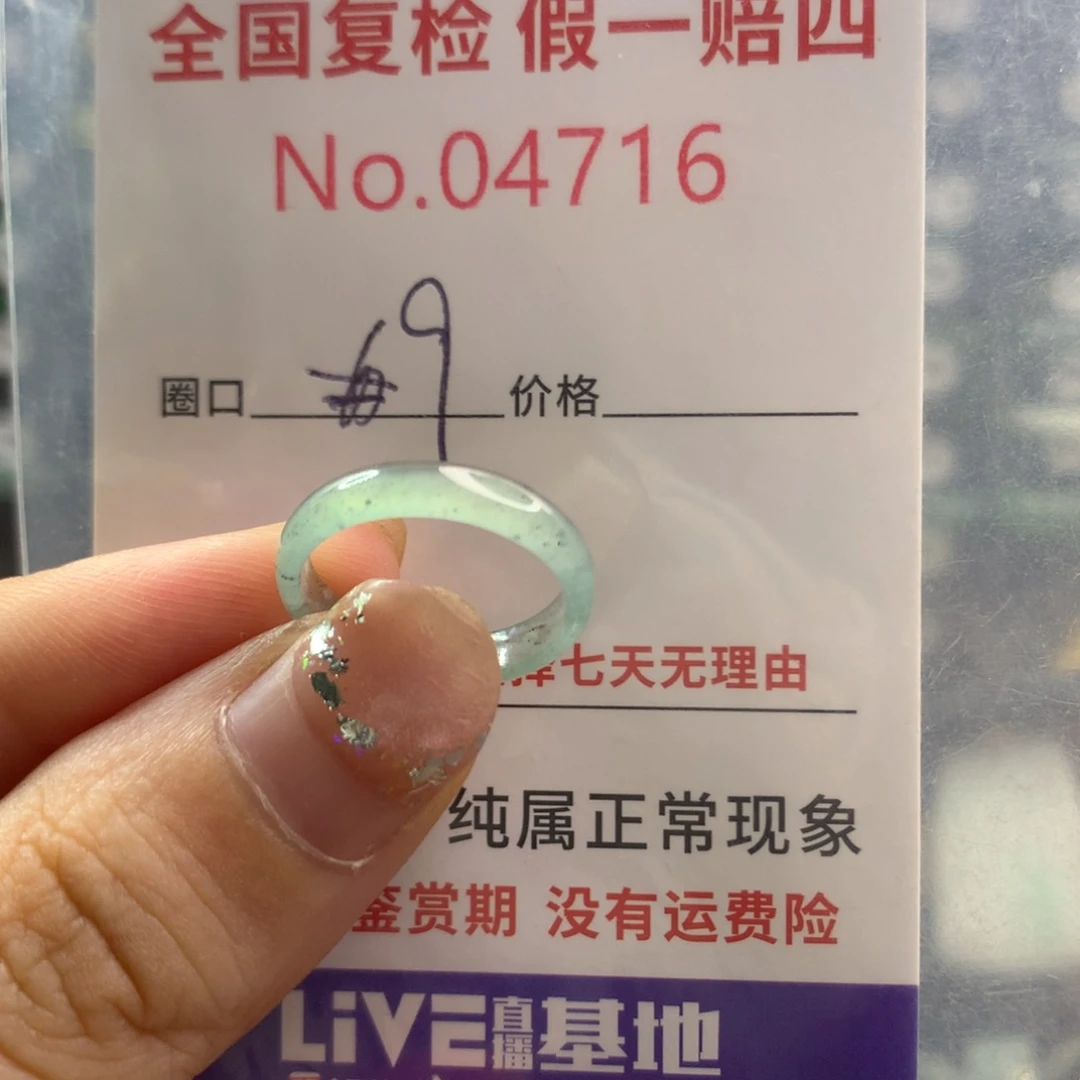 全国复检 假一赔四
No.04716
圈口 9 价格
七天无理由
纯属正常现象
鉴赏期 没有运费险
LiVE直播基地